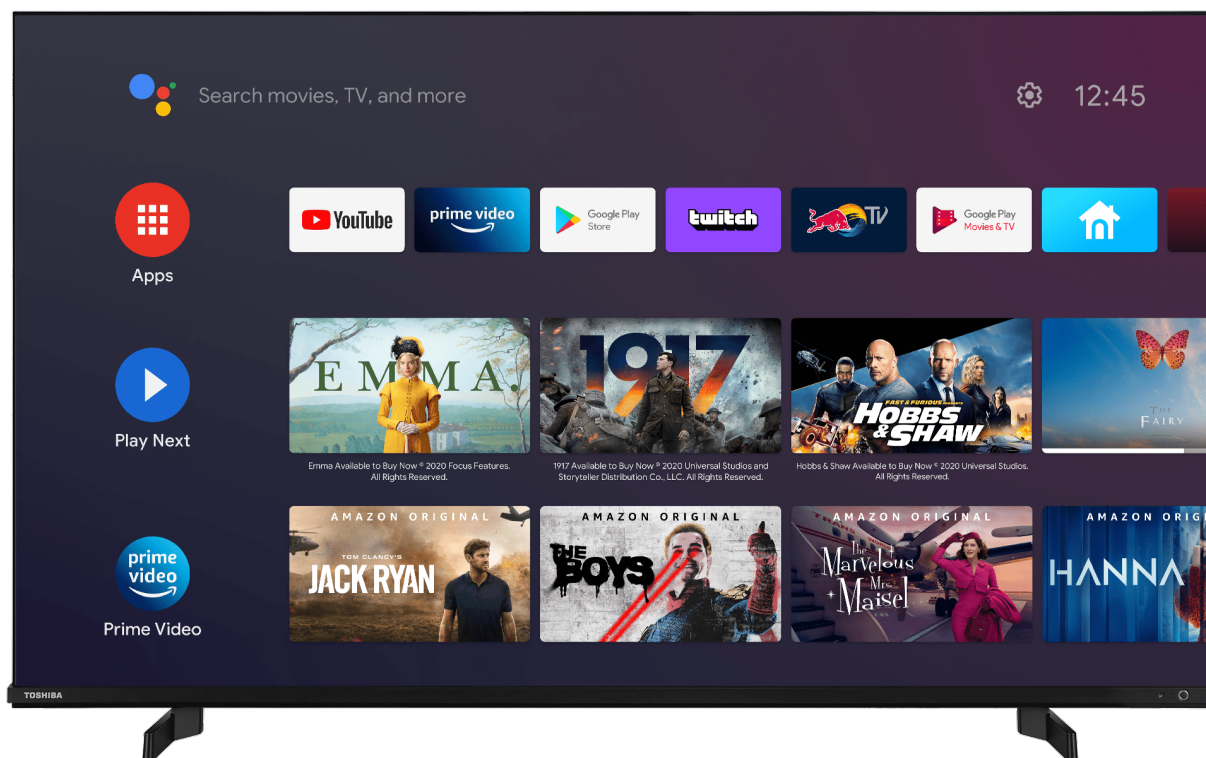 Search movies, TV, and more
12:45
YouTube
prime video
Google Play
Store
twitch
TV
Google Play
Movies & TV
Apps
EMMA.
1917
FAST & FURIOUS PRESENTS
HOBBS
& SHAW
THE
FAIRY
Play Next
Emma Available to Buy Now © 2020 Focus Features.
All Rights Reserved.
1917 Available to Buy Now © 2020 Universal Studios and
Storyteller Distribution Co., LLC. All Rights Reserved.
Hobbs & Shaw Available to Buy Now © 2020 Universal Studios.
All Rights Reserved.
AMAZON ORIGINAL
TOM CLANCY'S
JACK RYAN
AMAZON ORIGINAL
THE
BOYS
AMAZON ORIGINAL
The
Marvelous
Mrs.
Maisel
AMAZON ORIG
HANNA
prime
video
Prime Video
TOSHIBA